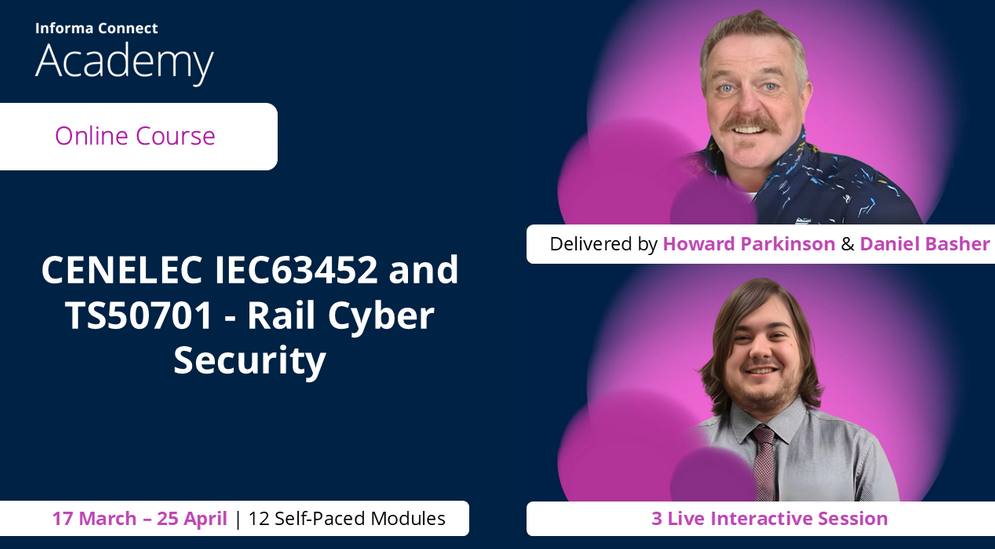 Informa Connect
Academy
Online Course
CENELEC IEC63452 and
TS50701 - Rail Cyber
Security
17 March – 25 April | 12 Self-Paced Modules
Delivered by Howard Parkinson & Daniel Basher
3 Live Interactive Session